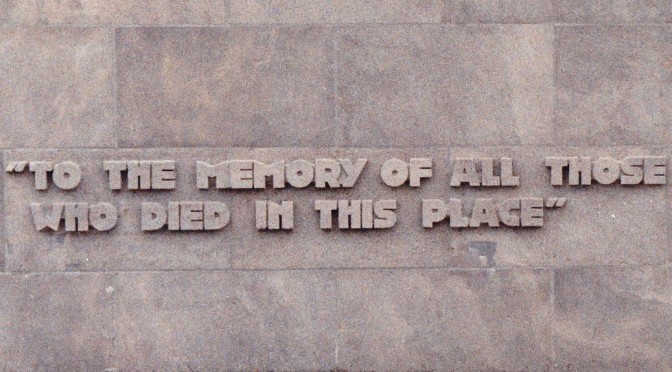 "TO THE MEMORY OF ALL THOSE
WHO DIED IN THIS PLACE"